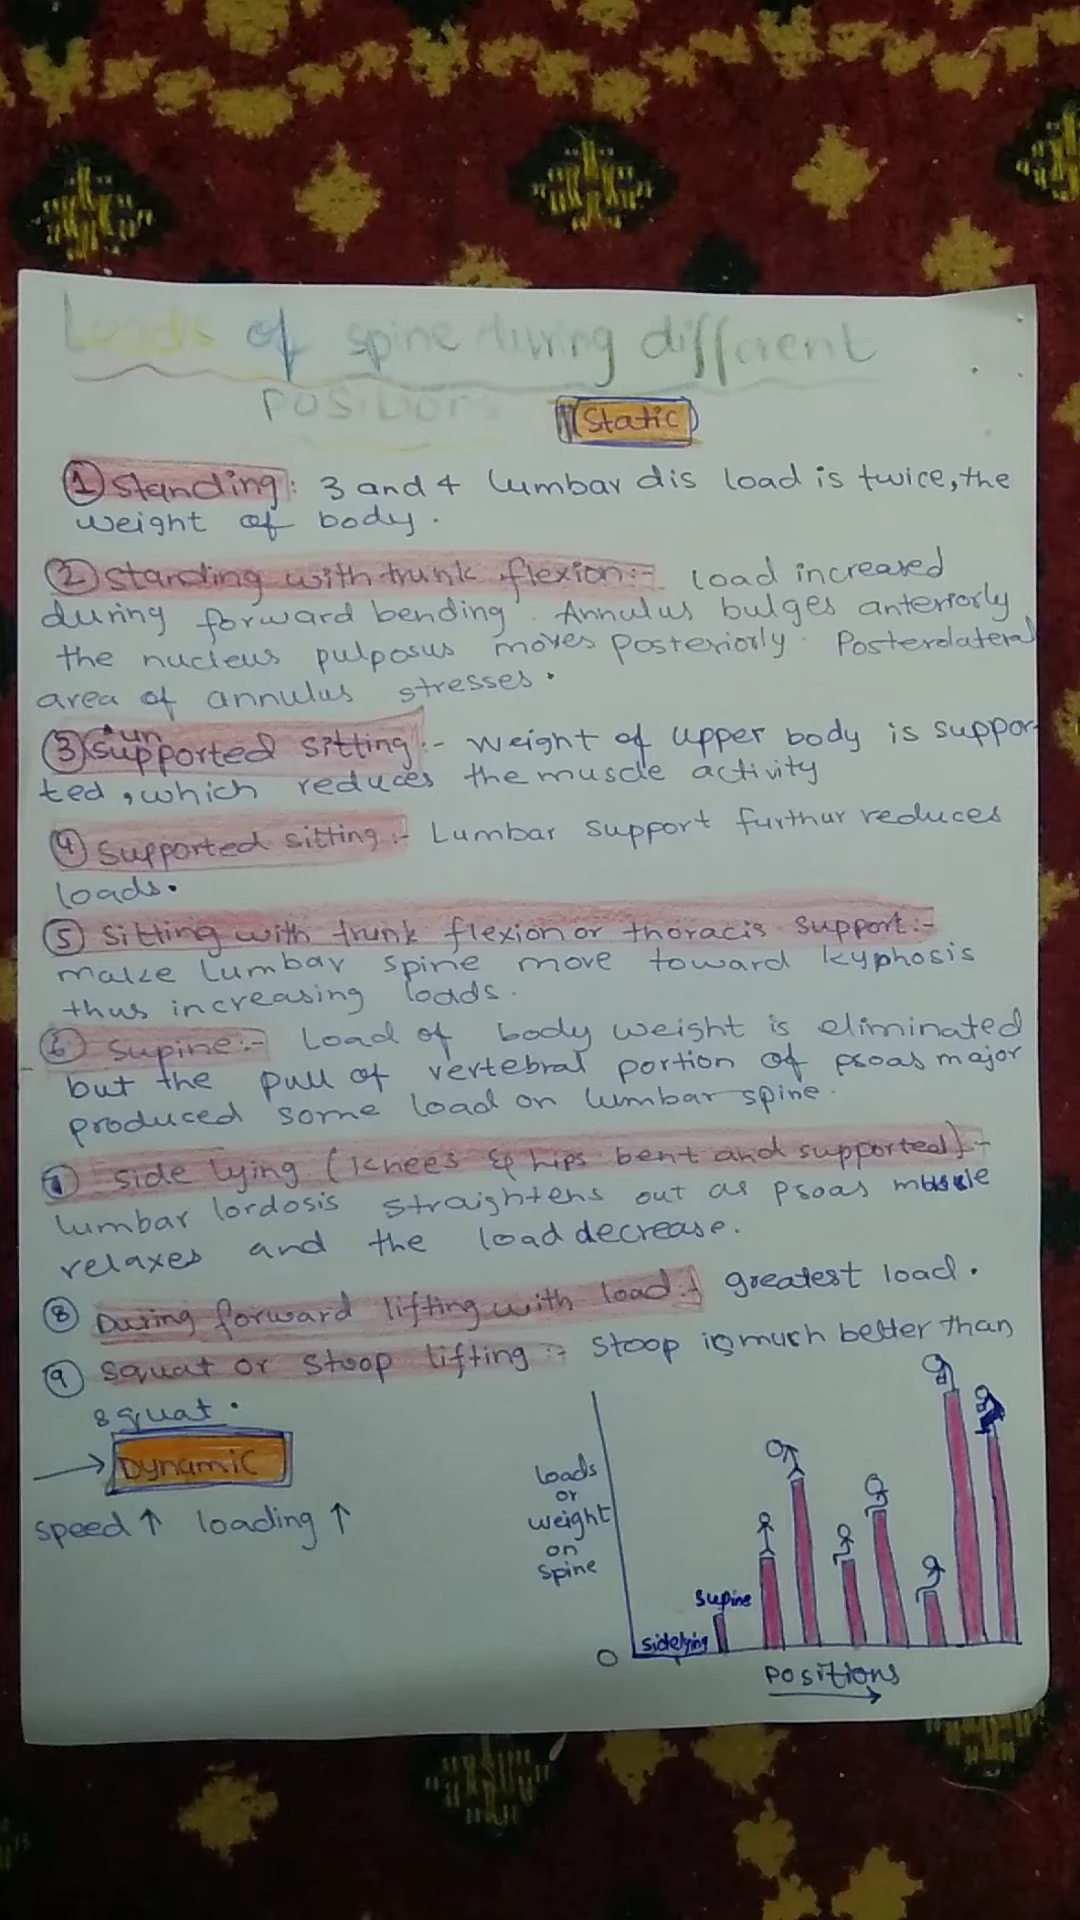 Loads of spine during different
positions
Static
① Standing: 3 and 4 lumbar dis load is twice, the
weight of body.
② Standing with trunk flexion:- Load increased
during forward bending. Annulus bulges anteriorly
the nucleus pulposus moves posteriorly. Posterolateral
area of annulus stresses.
un
③ Supported sitting:- weight of upper body is suppor-
ted, which reduces the muscle activity
④ Supported sitting:- Lumbar support furthur reduces
loads.
⑤ Sitting with trunk flexion or thoracis support:-
make lumbar spine more toward kyphosis
thus increasing loads.
⑥ Supine:- Load of body weight is eliminated
but the pull of vertebral portion of psoas major
produced some load on lumbar spine.
⑦ side lying (knees & hips bent and supported):-
lumbar lordosis straightens out as psoas muscle
relaxes and the load decrease.
⑧ During forward lifting with load:- greatest load.
⑨ squat or stoop lifting:- stoop is much better than
squat.
→ Dynamic
speed ↑ loading ↑
loads
or
weight
on
spine
supine
sidelying
0
positions